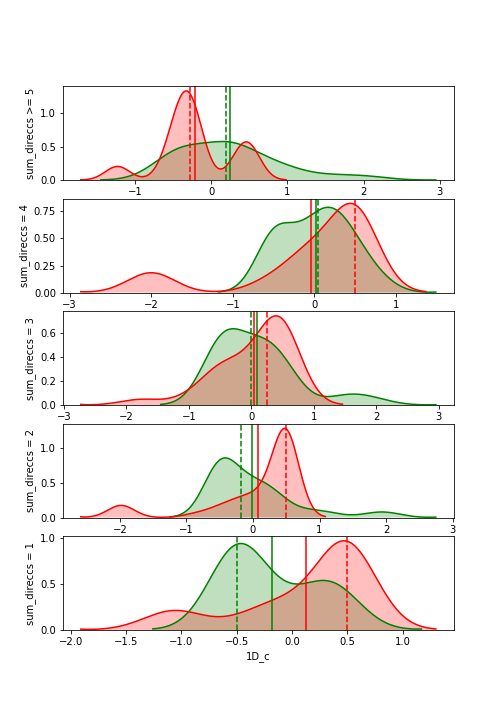 sum_direccs >= 5
1.0
0.5
0.0
−1 0 1 2 3
sum_direccs = 4
0.75
0.50
0.25
0.00
−3 −2 −1 0 1
sum_direccs = 3
0.6
0.4
0.2
0.0
−3 −2 −1 0 1 2 3
sum_direccs = 2
1.0
0.5
0.0
−2 −1 0 1 2 3
sum_direccs = 1
1.0
0.5
0.0
−2.0 −1.5 −1.0 −0.5 0.0 0.5 1.0
1D_c